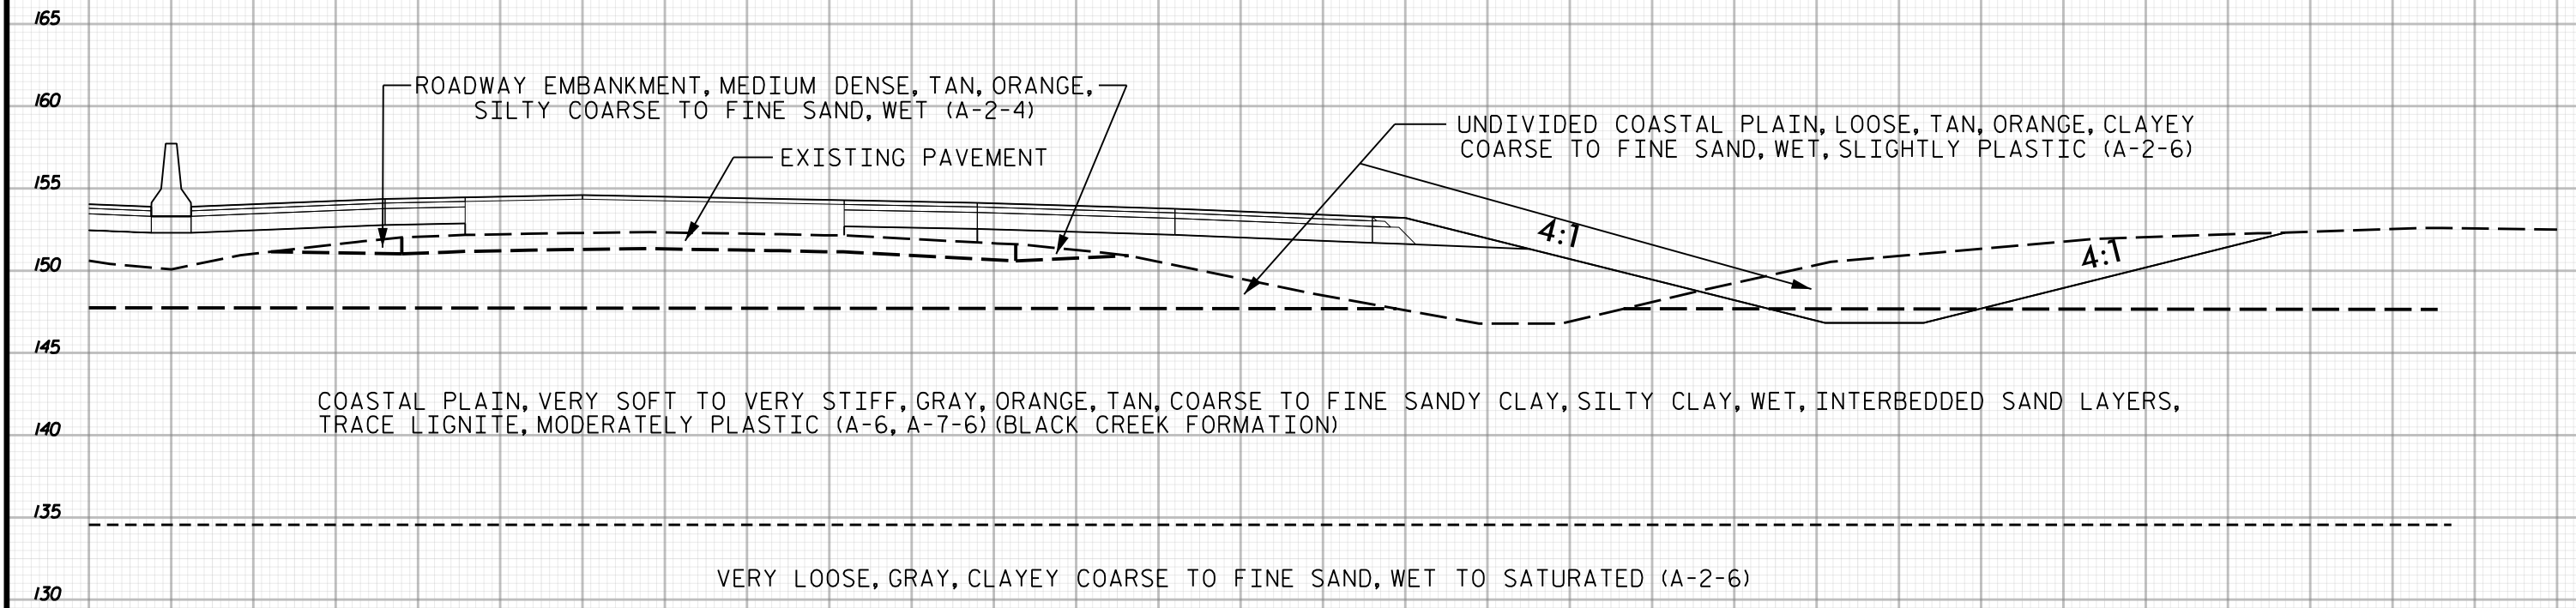 165
ROADWAY EMBANKMENT, MEDIUM DENSE, TAN, ORANGE,
SILTY COARSE TO FINE SAND, WET (A-2-4)
160
UNDIVIDED COASTAL PLAIN, LOOSE, TAN, ORANGE, CLAYEY
COARSE TO FINE SAND, WET, SLIGHTLY PLASTIC (A-2-6)
EXISTING PAVEMENT
155
4:1
4:1
150
145
COASTAL PLAIN, VERY SOFT TO VERY STIFF, GRAY, ORANGE, TAN, COARSE TO FINE SANDY CLAY, SILTY CLAY, WET, INTERBEDDED SAND LAYERS,
TRACE LIGNITE, MODERATELY PLASTIC (A-6, A-7-6) (BLACK CREEK FORMATION)
140
135
VERY LOOSE, GRAY, CLAYEY COARSE TO FINE SAND, WET TO SATURATED (A-2-6)
130